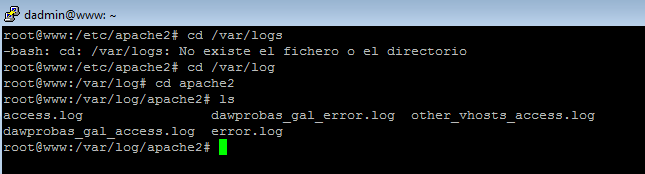 dadmin@www: ~
root@www:/etc/apache2# cd /var/logs
-bash: cd: /var/logs: No existe el fichero o el directorio
root@www:/etc/apache2# cd /var/log
root@www:/var/log# cd apache2
root@www:/var/log/apache2# ls
access.log dawprobas_gal_error.log other_vhosts_access.log
dawprobas_gal_access.log error.log
root@www:/var/log/apache2#